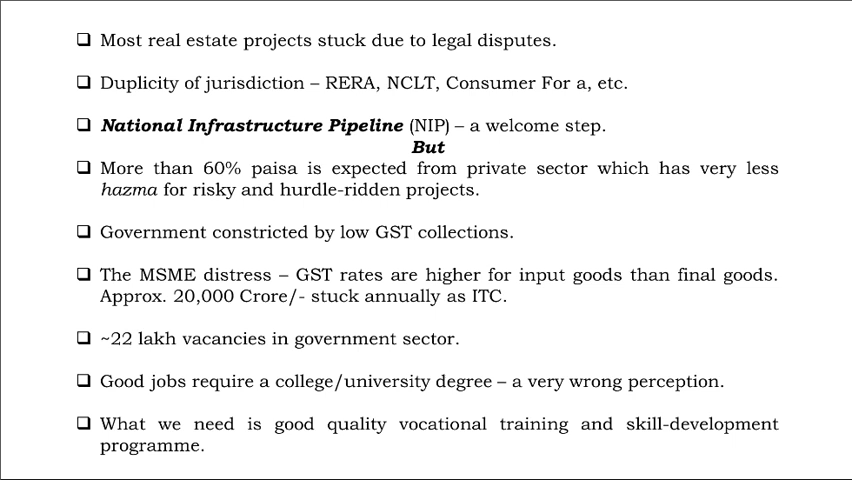 ❑ Most real estate projects stuck due to legal disputes.
❑ Duplicity of jurisdiction – RERA, NCLT, Consumer For a, etc.
❑ National Infrastructure Pipeline (NIP) – a welcome step.
But
❑ More than 60% paisa is expected from private sector which has very less
hazma for risky and hurdle-ridden projects.
❑ Government constricted by low GST collections.
❑ The MSME distress – GST rates are higher for input goods than final goods.
Approx. 20,000 Crore/- stuck annually as ITC.
❑ ~22 lakh vacancies in government sector.
❑ Good jobs require a college/university degree – a very wrong perception.
❑ What we need is good quality vocational training and skill-development
programme.